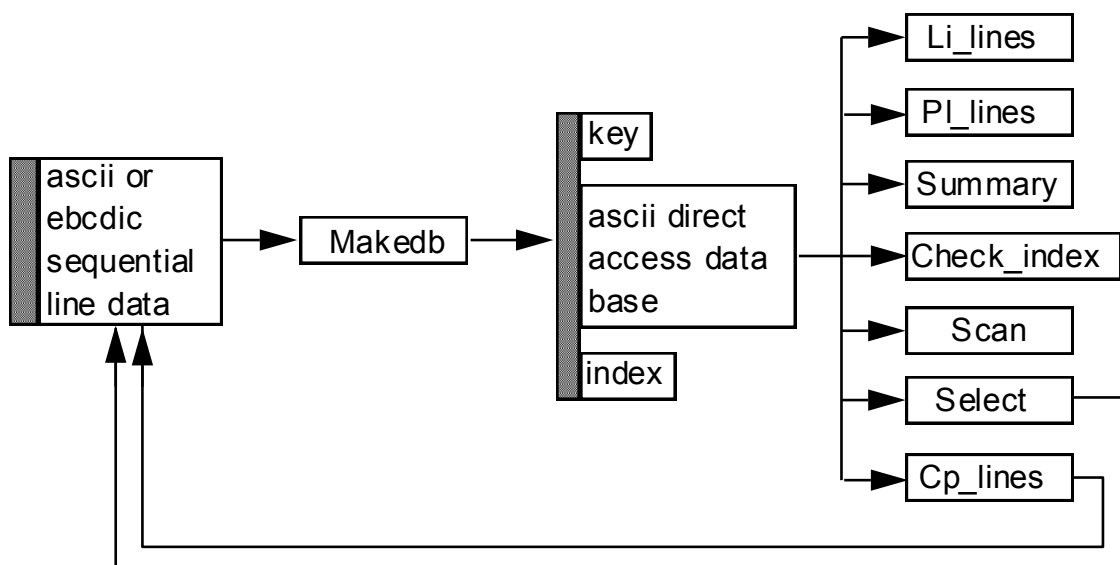 ascii or
ebcdic
sequential
line data
Makedb
key
ascii direct
access data
base
index
Li_lines
Pl_lines
Summary
Check_index
Scan
Select
Cp_lines